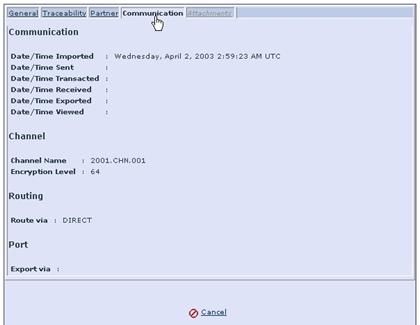 General Traceability Partner Communication Attachments
Communication
Date/Time Imported : Wednesday, April 2, 2003 2:59:23 AM UTC
Date/Time Sent :
Date/Time Transacted :
Date/Time Received :
Date/Time Exported :
Date/Time Viewed :
Channel
Channel Name : 2001.CHN.001
Encryption Level : 64
Routing
Route via : DIRECT
Port
Export via :
Cancel